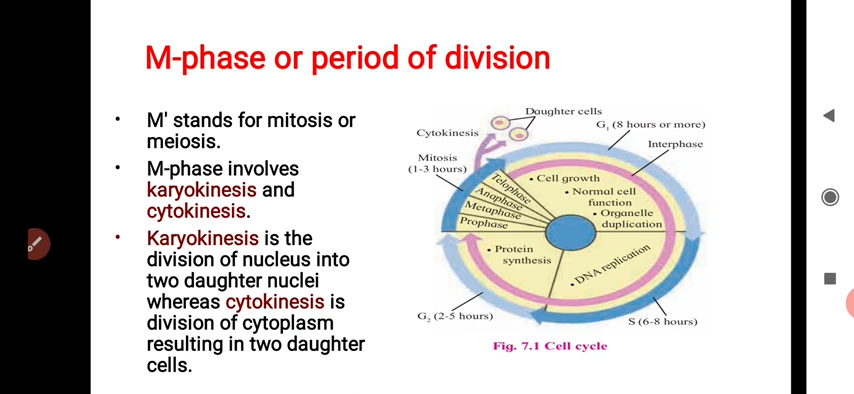 M-phase or period of division
• M' stands for mitosis or
meiosis.
• M-phase involves
karyokinesis and
cytokinesis.
• Karyokinesis is the
division of nucleus into
two daughter nuclei
whereas cytokinesis is
division of cytoplasm
resulting in two daughter
cells.
Daughter cells
Cytokinesis
G₁ (8 hours or more)
Interphase
Mitosis
(1-3 hours)
Telophase
Anaphase
Metaphase
Prophase
• Cell growth
• Normal cell
function
• Organelle
duplication
• Protein
synthesis
• DNA replication
G₂ (2-5 hours)
S (6-8 hours)
Fig. 7.1 Cell cycle